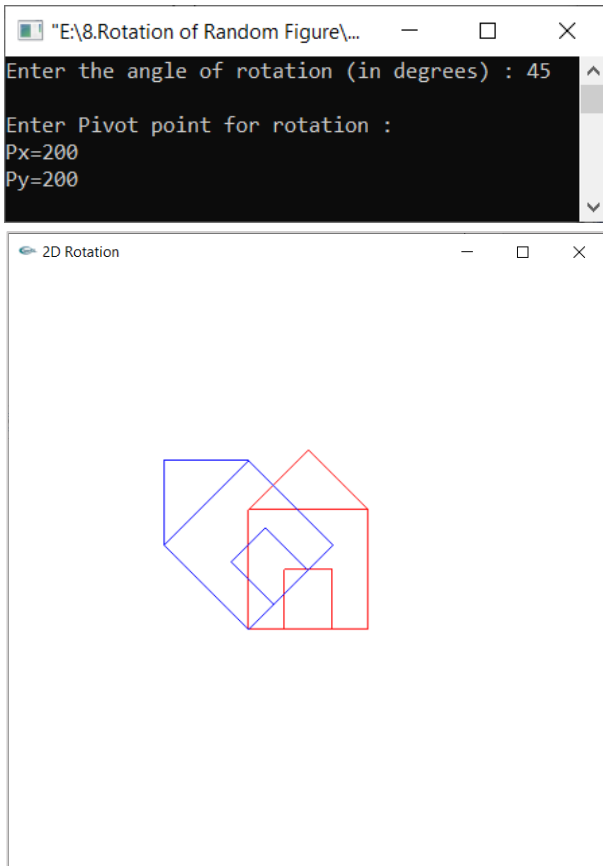 "E:\8.Rotation of Random Figure\...
Enter the angle of rotation (in degrees) : 45
Enter Pivot point for rotation :
Px=200
Py=200
2D Rotation